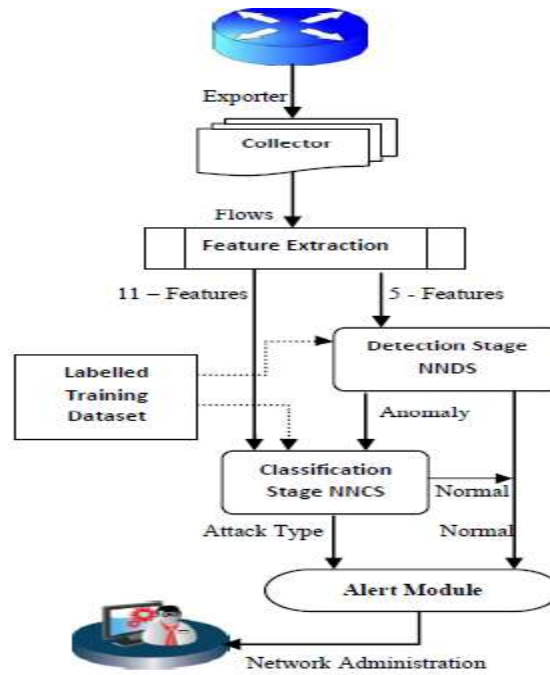 Exporter
Collector
Flows
Feature Extraction
11 – Features
5 - Features
Detection Stage
NNDS
Labelled
Training
Dataset
Anomaly
Classification
Stage NNCS
Normal
Attack Type
Normal
Alert Module
Network Administration